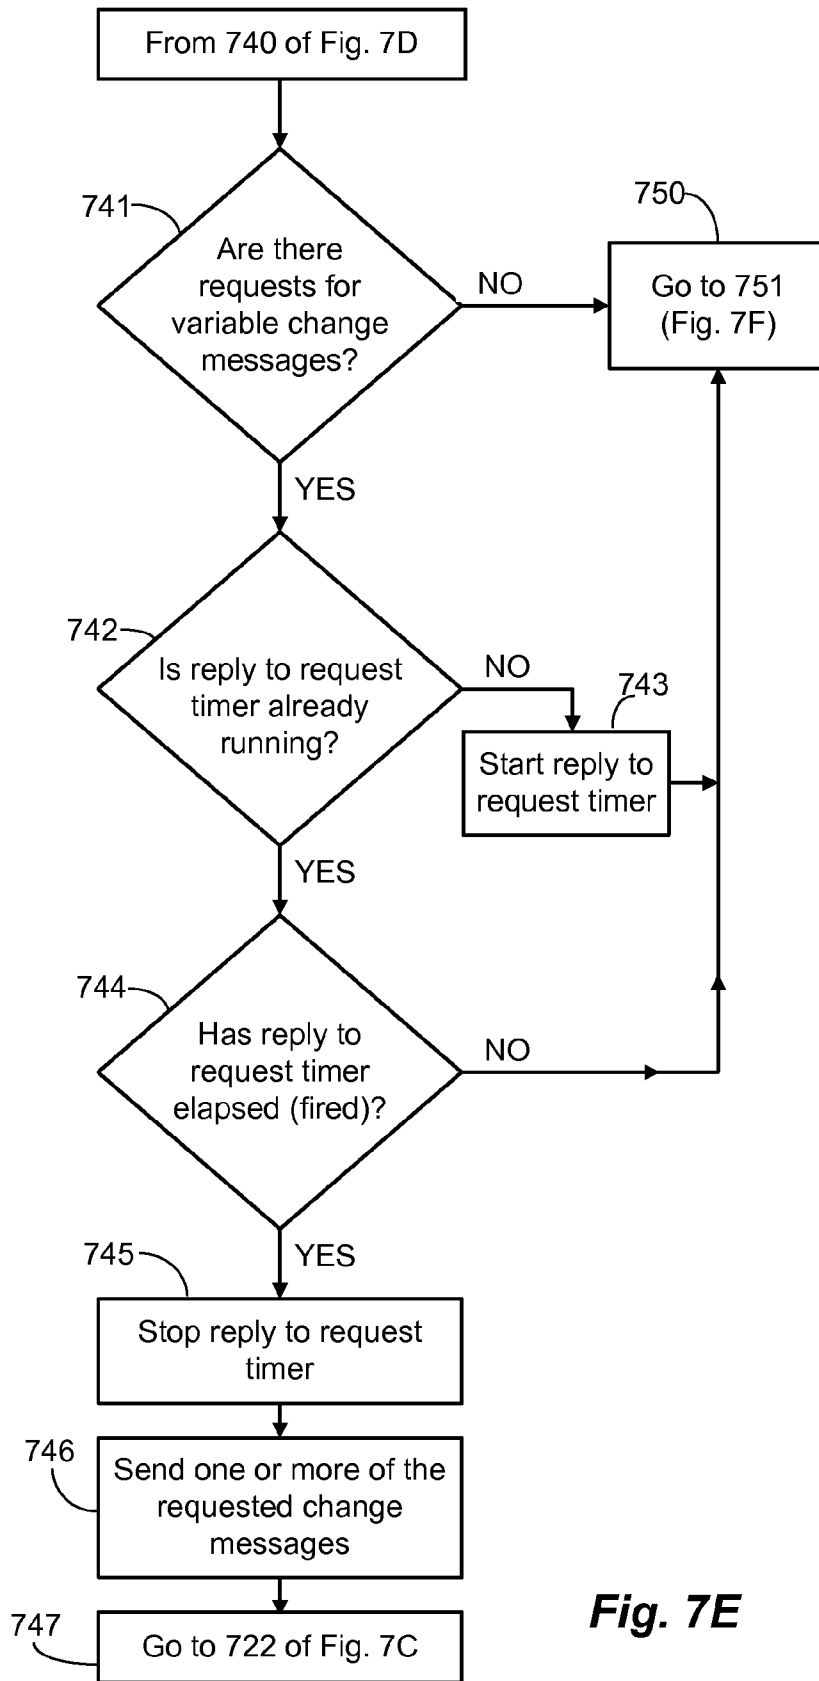 From 740 of Fig. 7D
741
Are there
requests for
variable change
messages?
NO
750
Go to 751
(Fig. 7F)
YES
742
Is reply to request
timer already
running?
NO
743
Start reply to
request timer
YES
744
Has reply to
request timer
elapsed (fired)?
NO
YES
745
Stop reply to request
timer
746
Send one or more of the
requested change
messages
747
Go to 722 of Fig. 7C
Fig. 7E